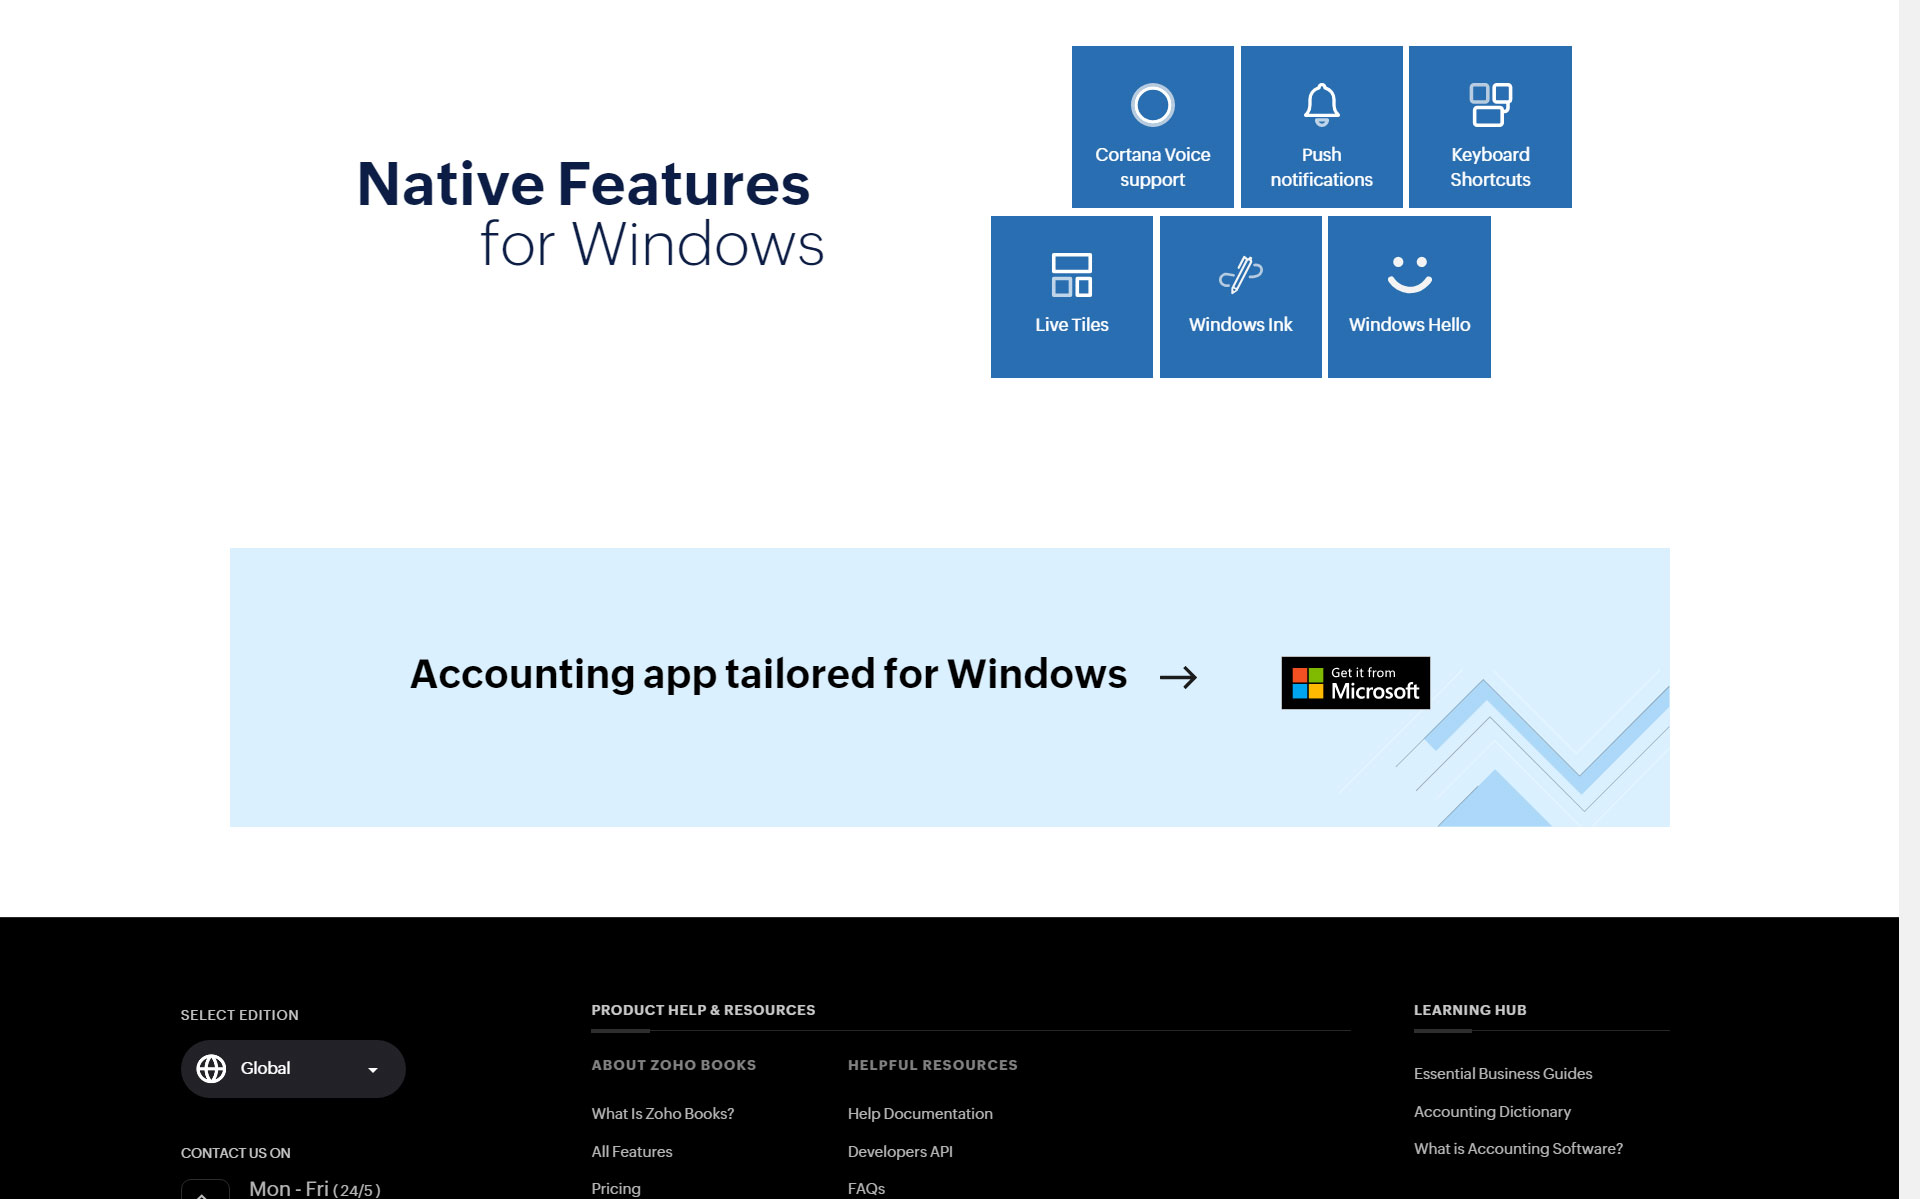 Native Features
for Windows
Cortana Voice
support
Push
notifications
Keyboard
Shortcuts
Live Tiles
Windows Ink
Windows Hello
Accounting app tailored for Windows
Get it from
Microsoft
SELECT EDITION
Global
CONTACT US ON
Mon - Fri ( 24/5 )
PRODUCT HELP & RESOURCES
ABOUT ZOHO BOOKS
What Is Zoho Books?
All Features
Pricing
HELPFUL RESOURCES
Help Documentation
Developers API
FAQs
LEARNING HUB
Essential Business Guides
Accounting Dictionary
What is Accounting Software?